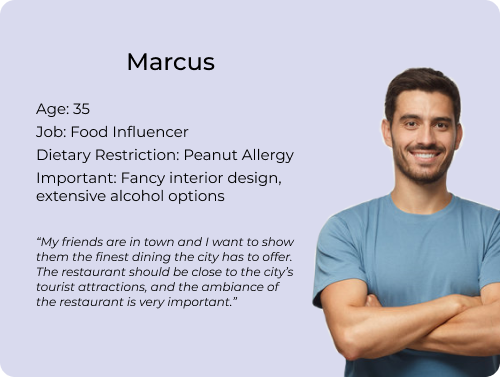 Marcus
Age: 35
Job: Food Influencer
Dietary Restriction: Peanut Allergy
Important: Fancy interior design,
extensive alcohol options
“My friends are in town and I want to show
them the finest dining the city has to offer.
The restaurant should be close to the city’s
tourist attractions, and the ambiance of
the restaurant is very important.”